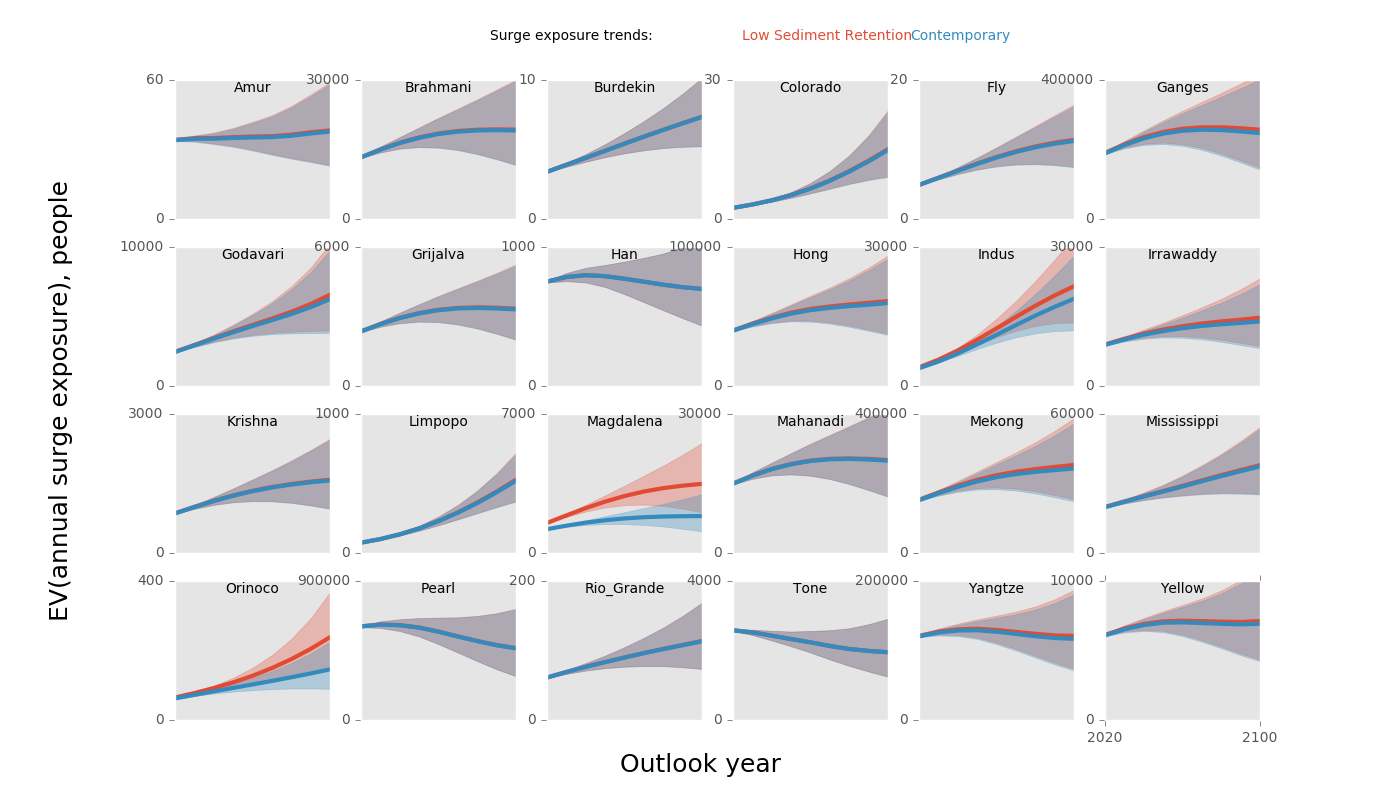 Surge exposure trends: Low Sediment Retention Contemporary
60 30000 10 30 20 400000
Amur Brahmani Burdekin Colorado Fly Ganges
0 0 0 0 0 0
10000 6000 1000 100000 30000 30000
Godavari Grijalva Han Hong Indus Irrawaddy
0 0 0 0 0 0
3000 1000 7000 30000 400000 60000
Krishna Limpopo Magdalena Mahanadi Mekong Mississippi
0 0 0 0 0 0
400 900000 200 4000 200000 10000
Orinoco Pearl Rio_Grande Tone Yangtze Yellow
0 0 0 0 0 0
2020 2100
Outlook year
EV(annual surge exposure), people